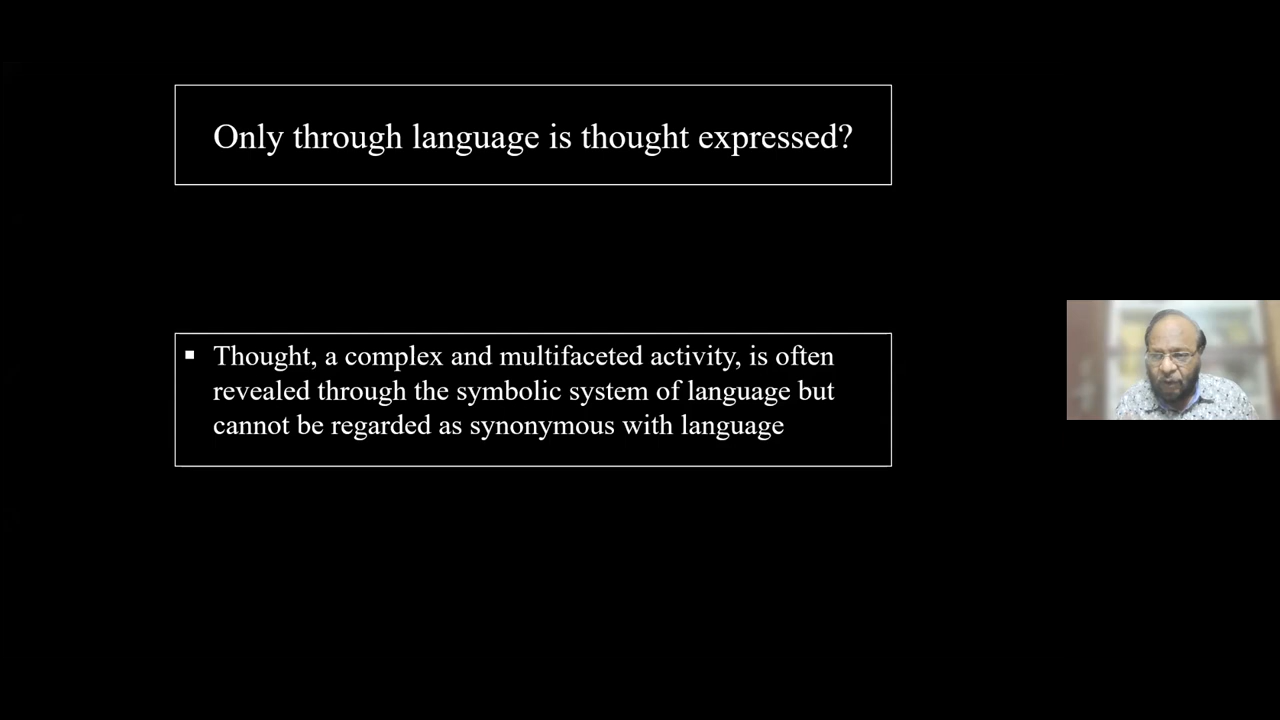 Only through language is thought expressed?
▪ Thought, a complex and multifaceted activity, is often
revealed through the symbolic system of language but
cannot be regarded as synonymous with language